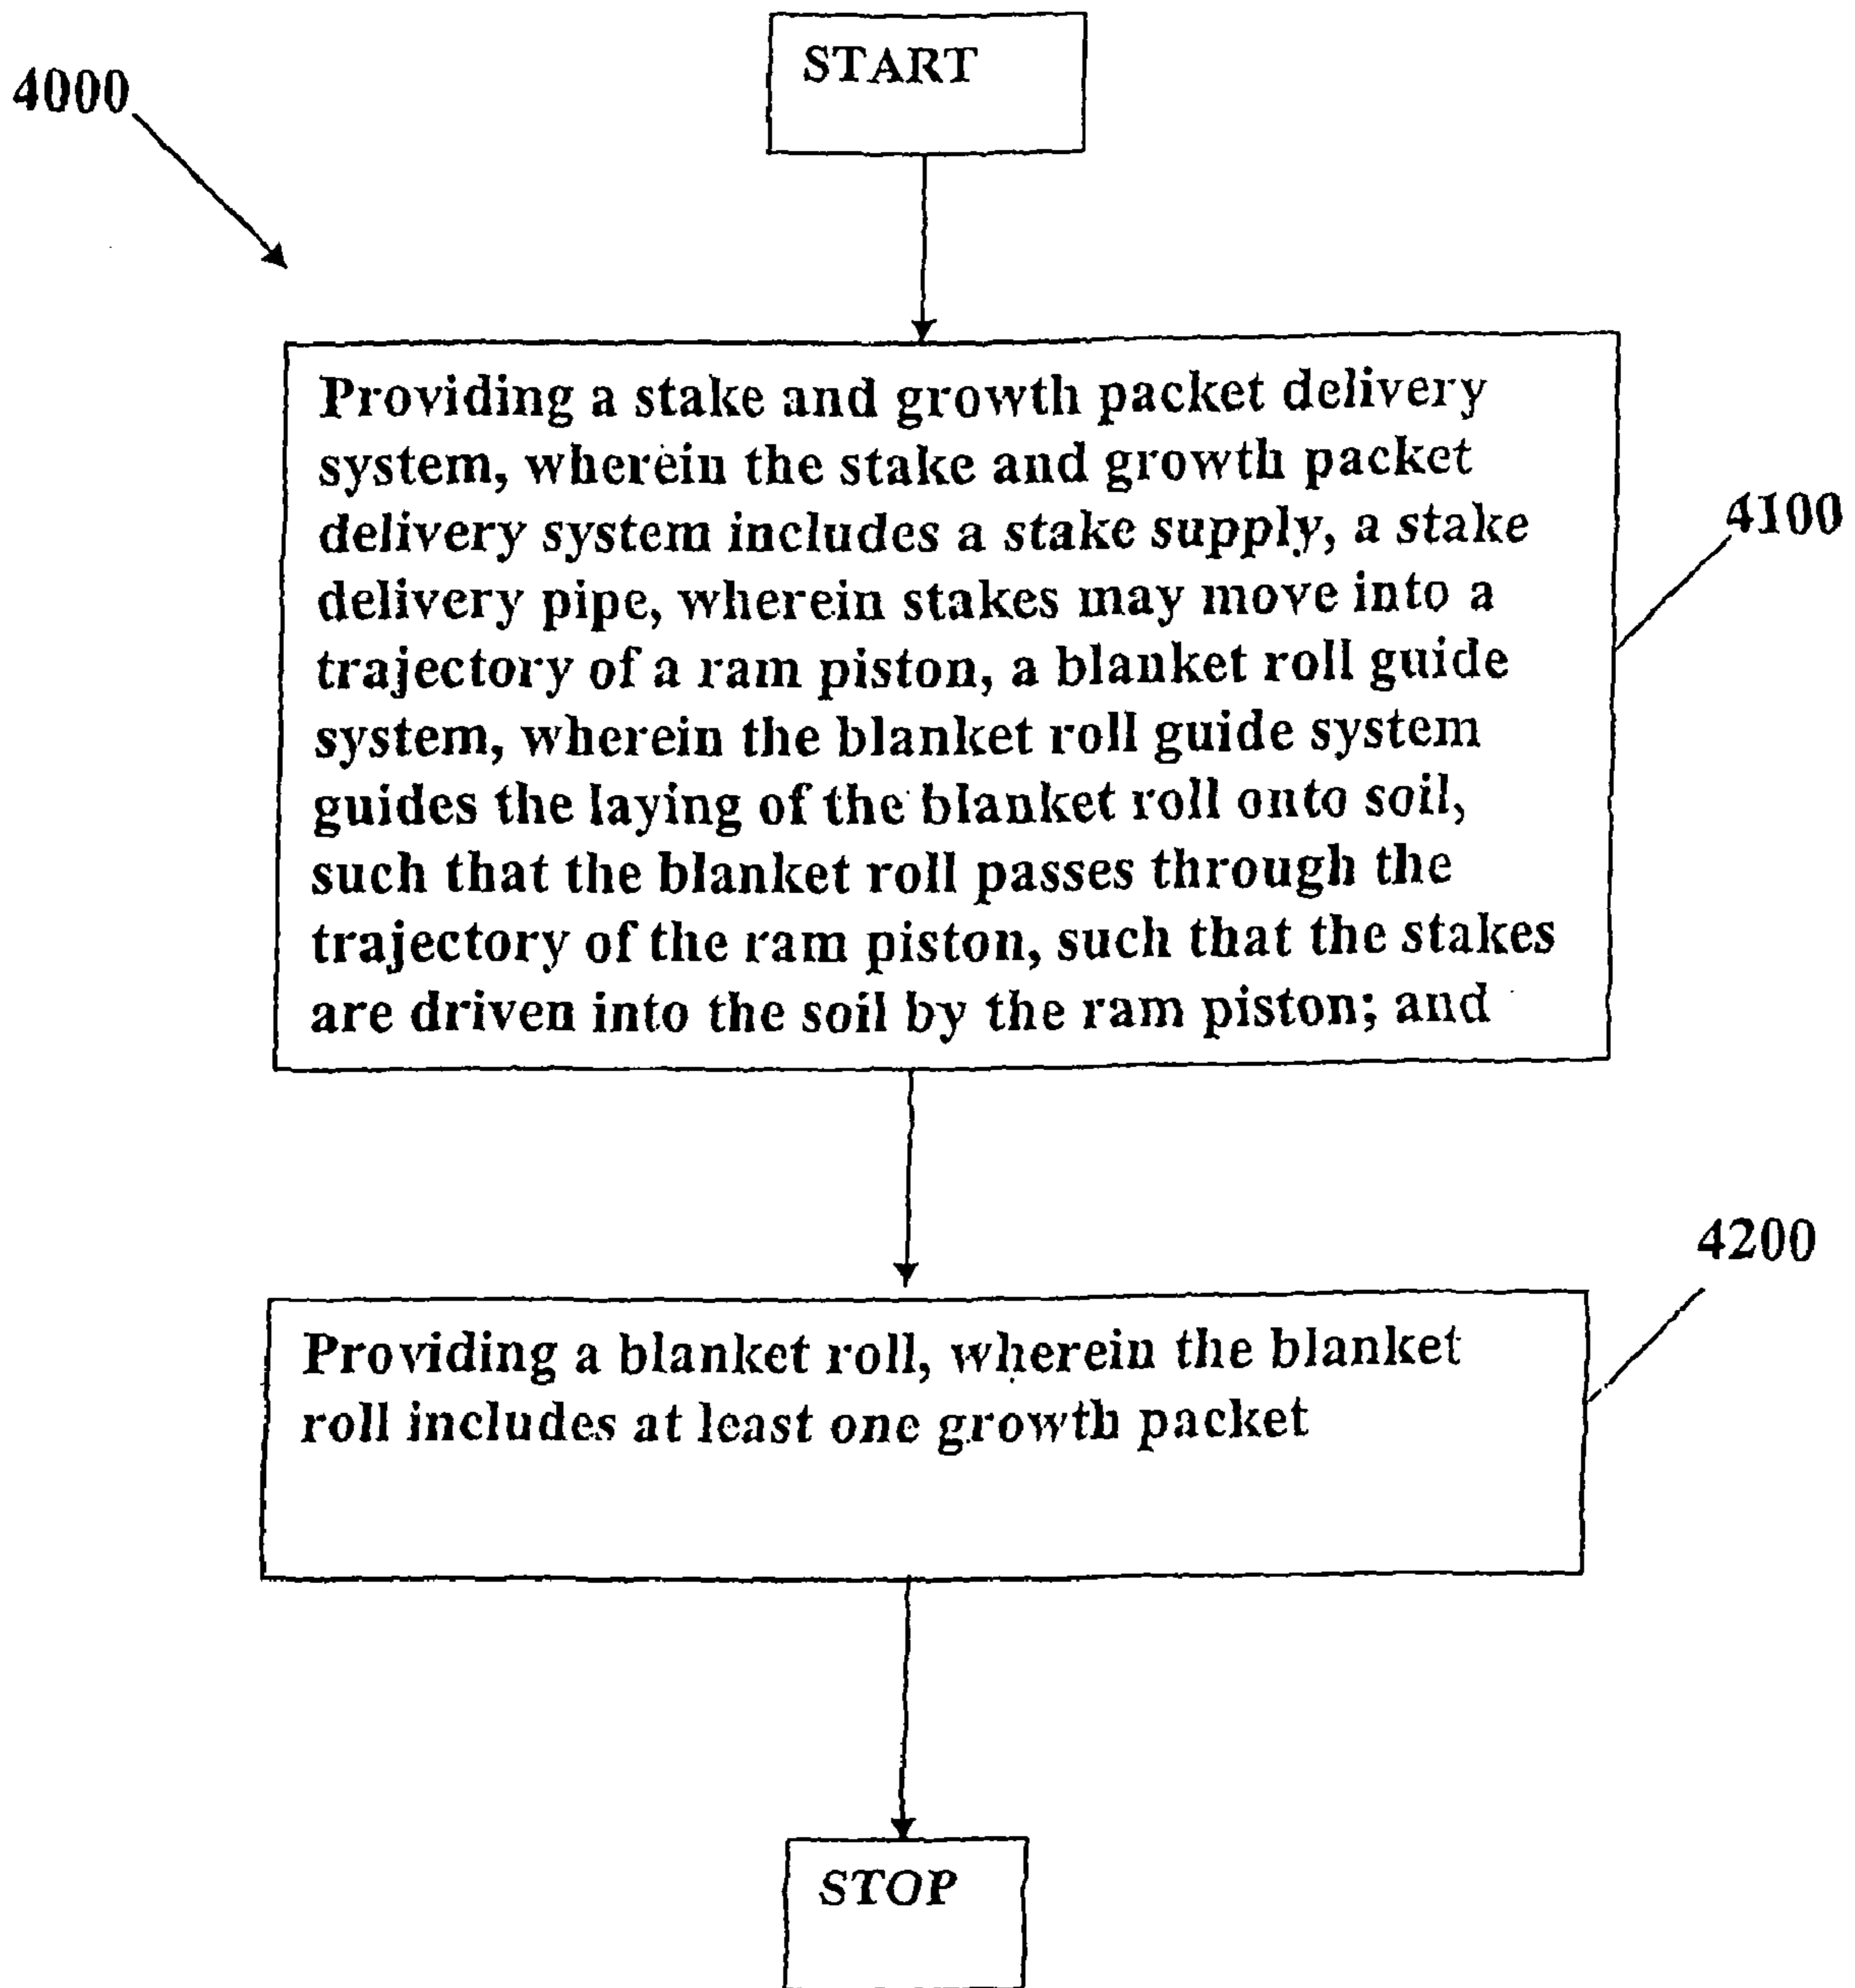 START
4000
Providing a stake and growth packet delivery
system, wherein the stake and growth packet
delivery system includes a stake supply, a stake
delivery pipe, wherein stakes may move into a
trajectory of a ram piston, a blanket roll guide
system, wherein the blanket roll guide system
guides the laying of the blanket roll onto soil,
such that the blanket roll passes through the
trajectory of the ram piston, such that the stakes
are driven into the soil by the ram piston; and
4100
4200
Providing a blanket roll, wherein the blanket
roll includes at least one growth packet
STOP